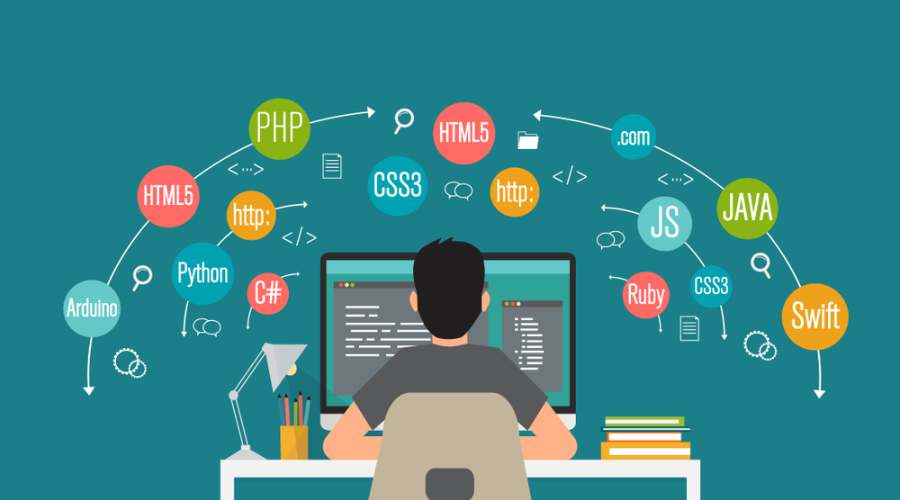 PHP
HTML5
.com
HTML5
CSS3
http:
JAVA
http:
JS
Python
C#
Ruby
CSS3
Arduino
Swift